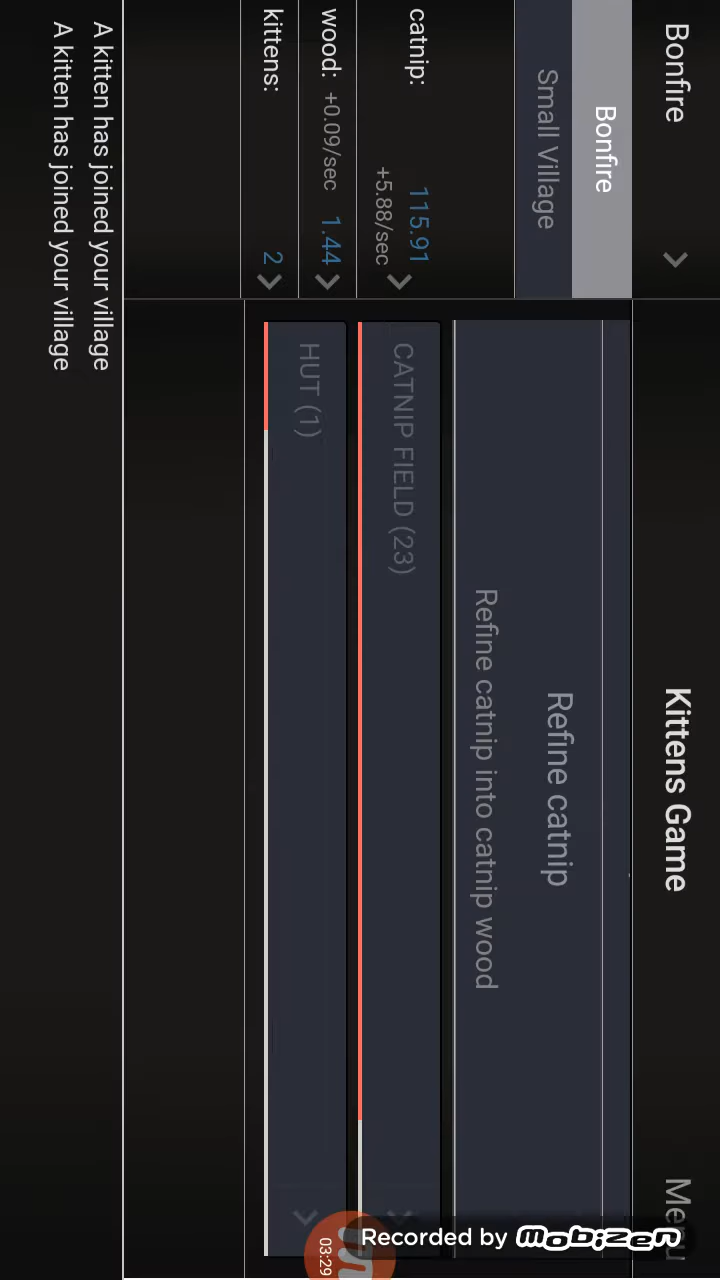 Bonfire
Kittens Game
Menu
Bonfire
Small Village
catnip:
115.91
+5.88/sec
wood: +0.09/sec 1.44
kittens: 2
Refine catnip
Refine catnip into catnip wood
CATNIP FIELD (23)
HUT (1)
A kitten has joined your village
A kitten has joined your village
03:29
Recorded by mobizen